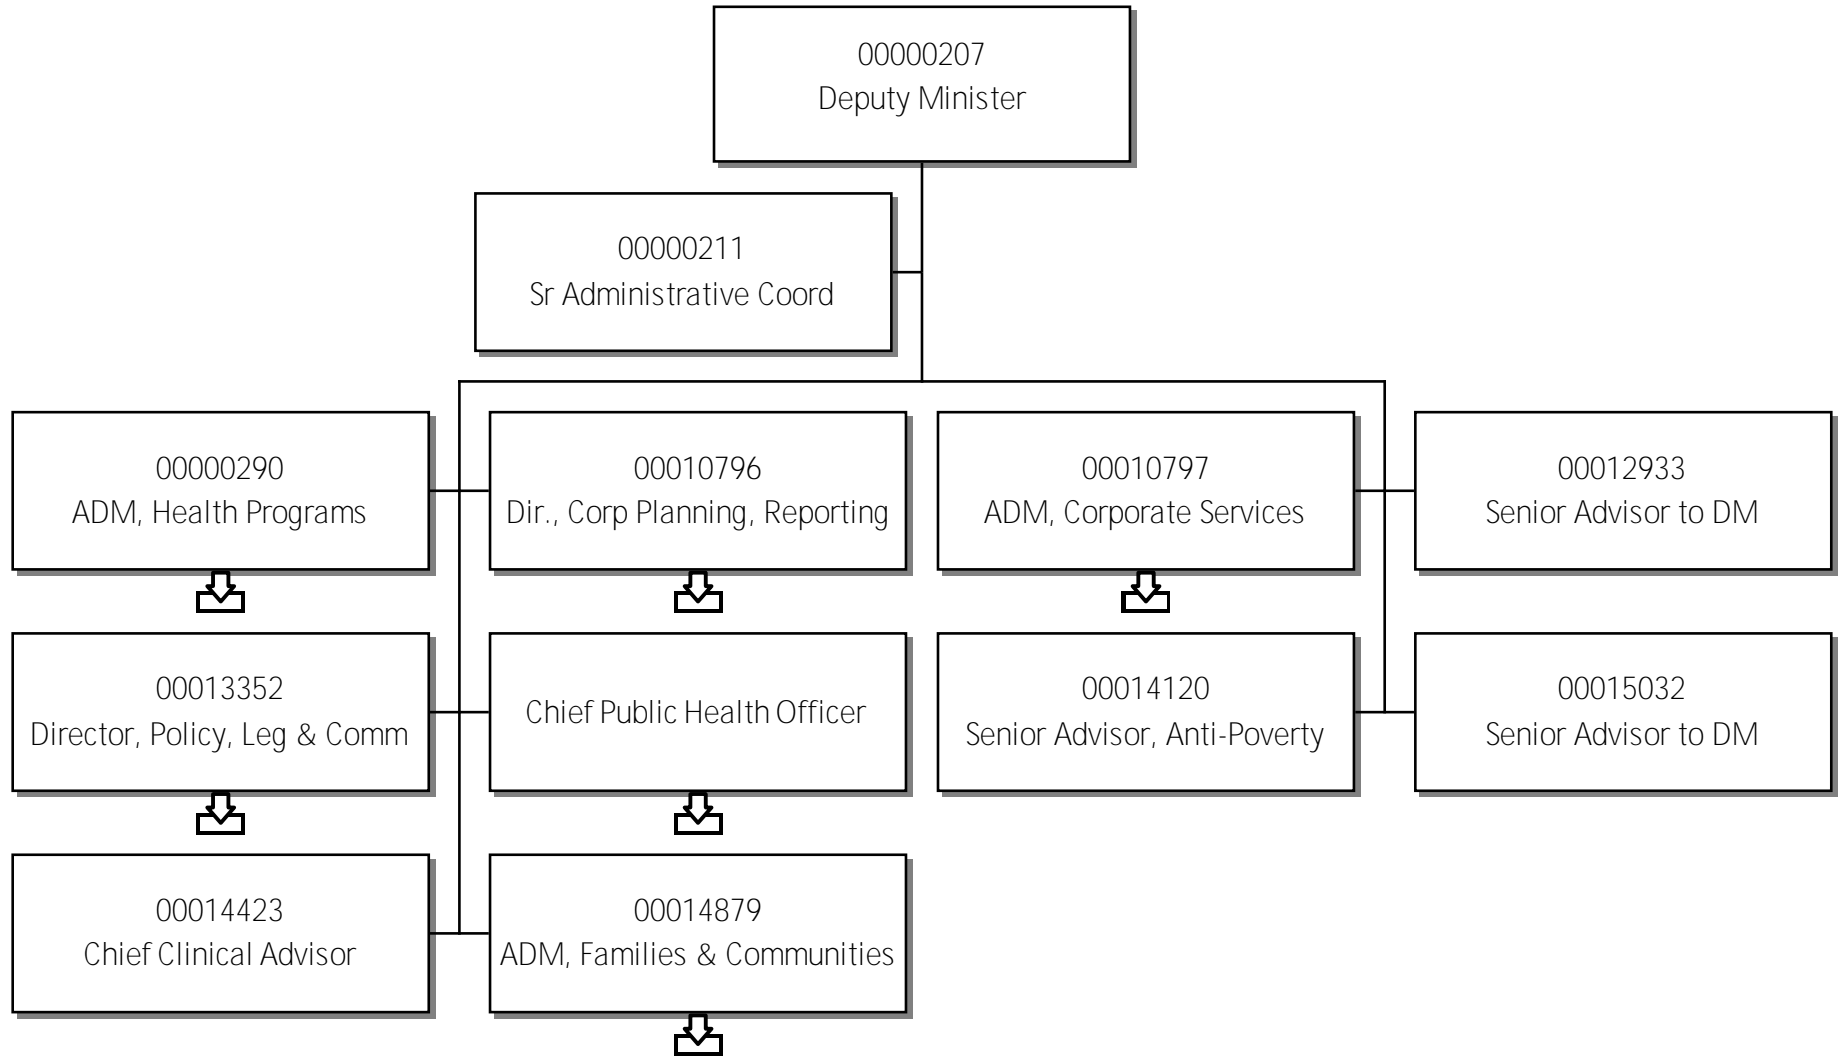 00000207
Deputy Minister
00000211
Sr Administrative Coord
00000290
ADM, Health Programs
00010796
Dir., Corp Planning, Reporting
00010797
ADM, Corporate Services
00012933
Senior Advisor to DM
00013352
Director, Policy, Leg & Comm
Chief Public Health Officer
00014120
Senior Advisor, Anti-Poverty
00015032
Senior Advisor to DM
00014423
Chief Clinical Advisor
00014879
ADM, Families & Communities